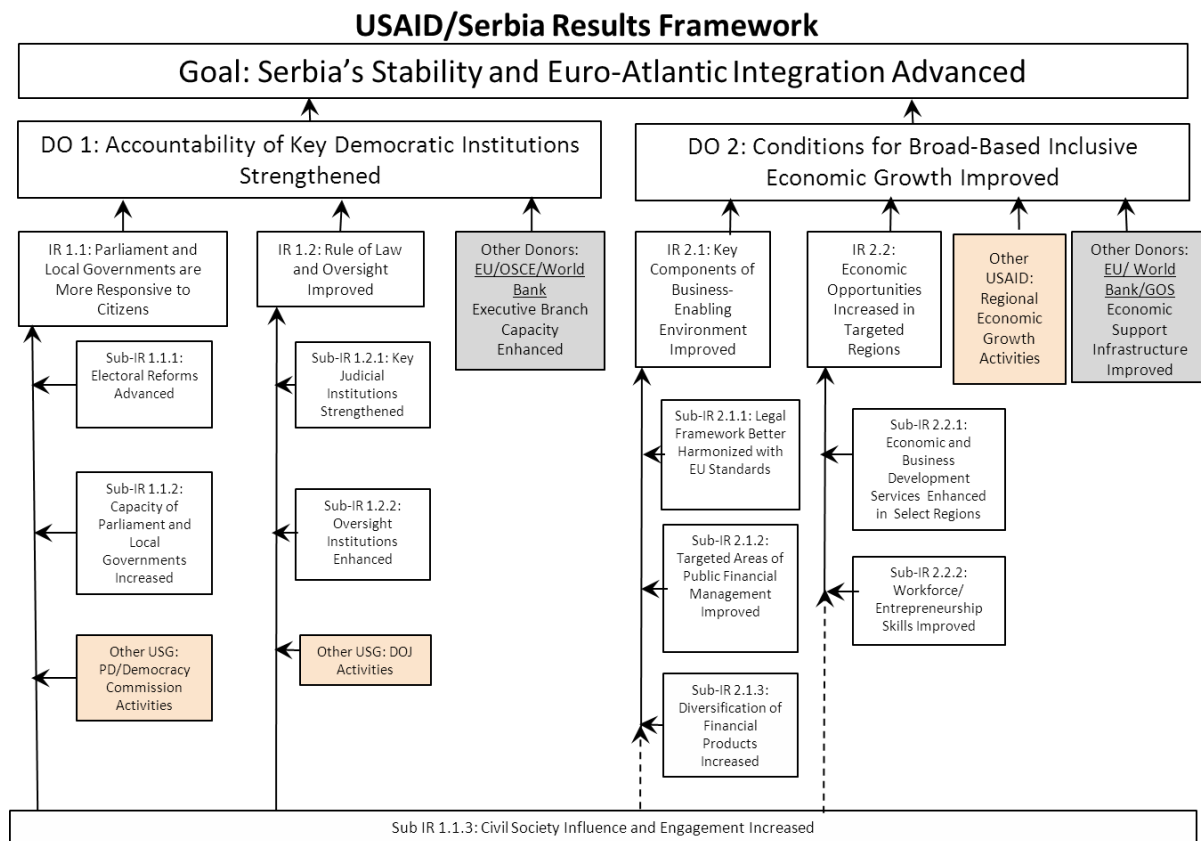 USAID/Serbia Results Framework
Goal: Serbia’s Stability and Euro-Atlantic Integration Advanced
DO 1: Accountability of Key Democratic Institutions
Strengthened
DO 2: Conditions for Broad-Based Inclusive
Economic Growth Improved
IR 1.1: Parliament and
Local Governments are
More Responsive to
Citizens
IR 1.2: Rule of Law
and Oversight
Improved
Other Donors:
EU/OSCE/World
Bank
Executive Branch
Capacity
Enhanced
IR 2.1: Key
Components of
Business-
Enabling
Environment
Improved
IR 2.2:
Economic
Opportunities
Increased in
Targeted
Regions
Other
USAID:
Regional
Economic
Growth
Activities
Other Donors:
EU/ World
Bank/GOS
Economic
Support
Infrastructure
Improved
Sub-IR 1.1.1:
Electoral Reforms
Advanced
Sub-IR 1.2.1: Key
Judicial
Institutions
Strengthened
Sub-IR 2.1.1: Legal
Framework Better
Harmonized with
EU Standards
Sub-IR 2.2.1:
Economic and
Business
Development
Services Enhanced
in Select Regions
Sub-IR 1.1.2:
Capacity of
Parliament and
Local
Governments
Increased
Sub-IR 1.2.2:
Oversight
Institutions
Enhanced
Sub-IR 2.1.2:
Targeted Areas of
Public Financial
Management
Improved
Sub-IR 2.2.2:
Workforce/
Entrepreneurship
Skills Improved
Other USG:
PD/Democracy
Commission
Activities
Other USG: DOJ
Activities
Sub-IR 2.1.3:
Diversification of
Financial
Products
Increased
Sub IR 1.1.3: Civil Society Influence and Engagement Increased